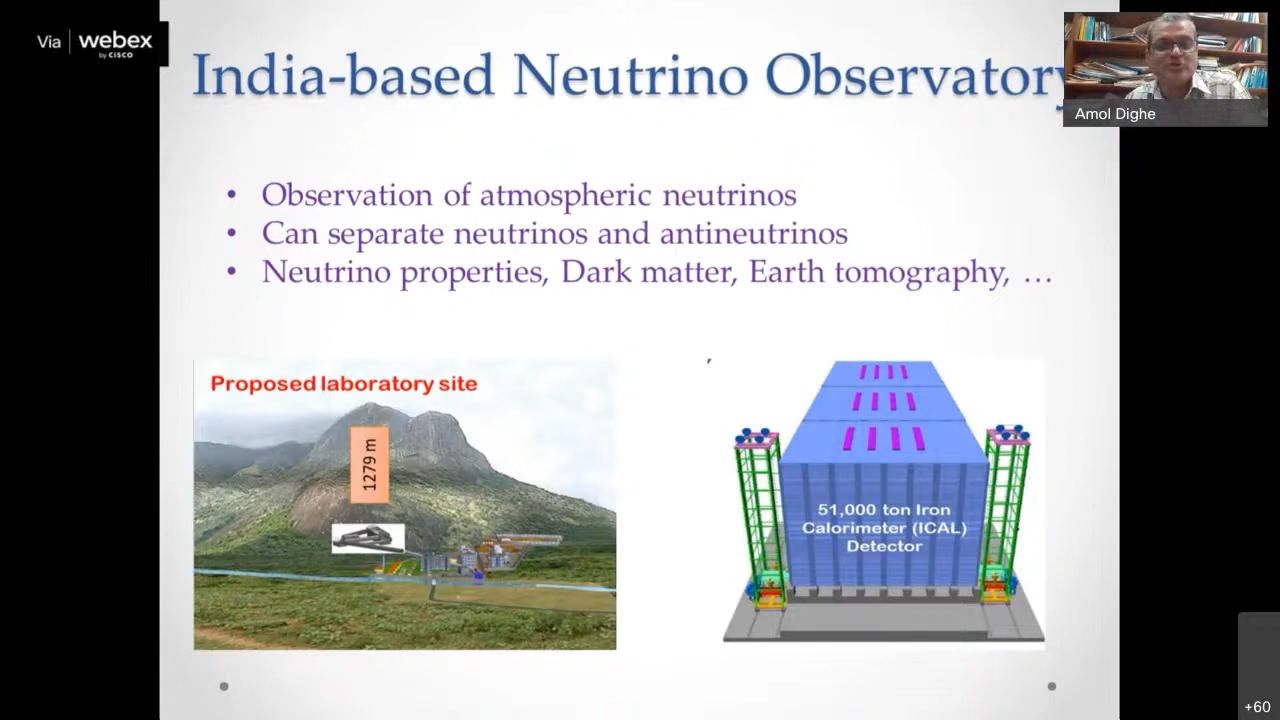 Via webex
by CISCO
India-based Neutrino Observatory
Amol Dighe
• Observation of atmospheric neutrinos
• Can separate neutrinos and antineutrinos
• Neutrino properties, Dark matter, Earth tomography, …
Proposed laboratory site
1279 m
51,000 ton Iron
Calorimeter (ICAL)
Detector
+60